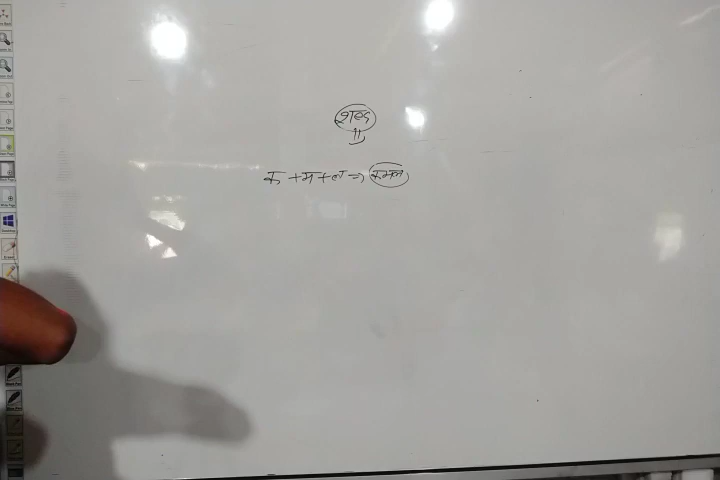 शब्द
क + म + ल => कमल